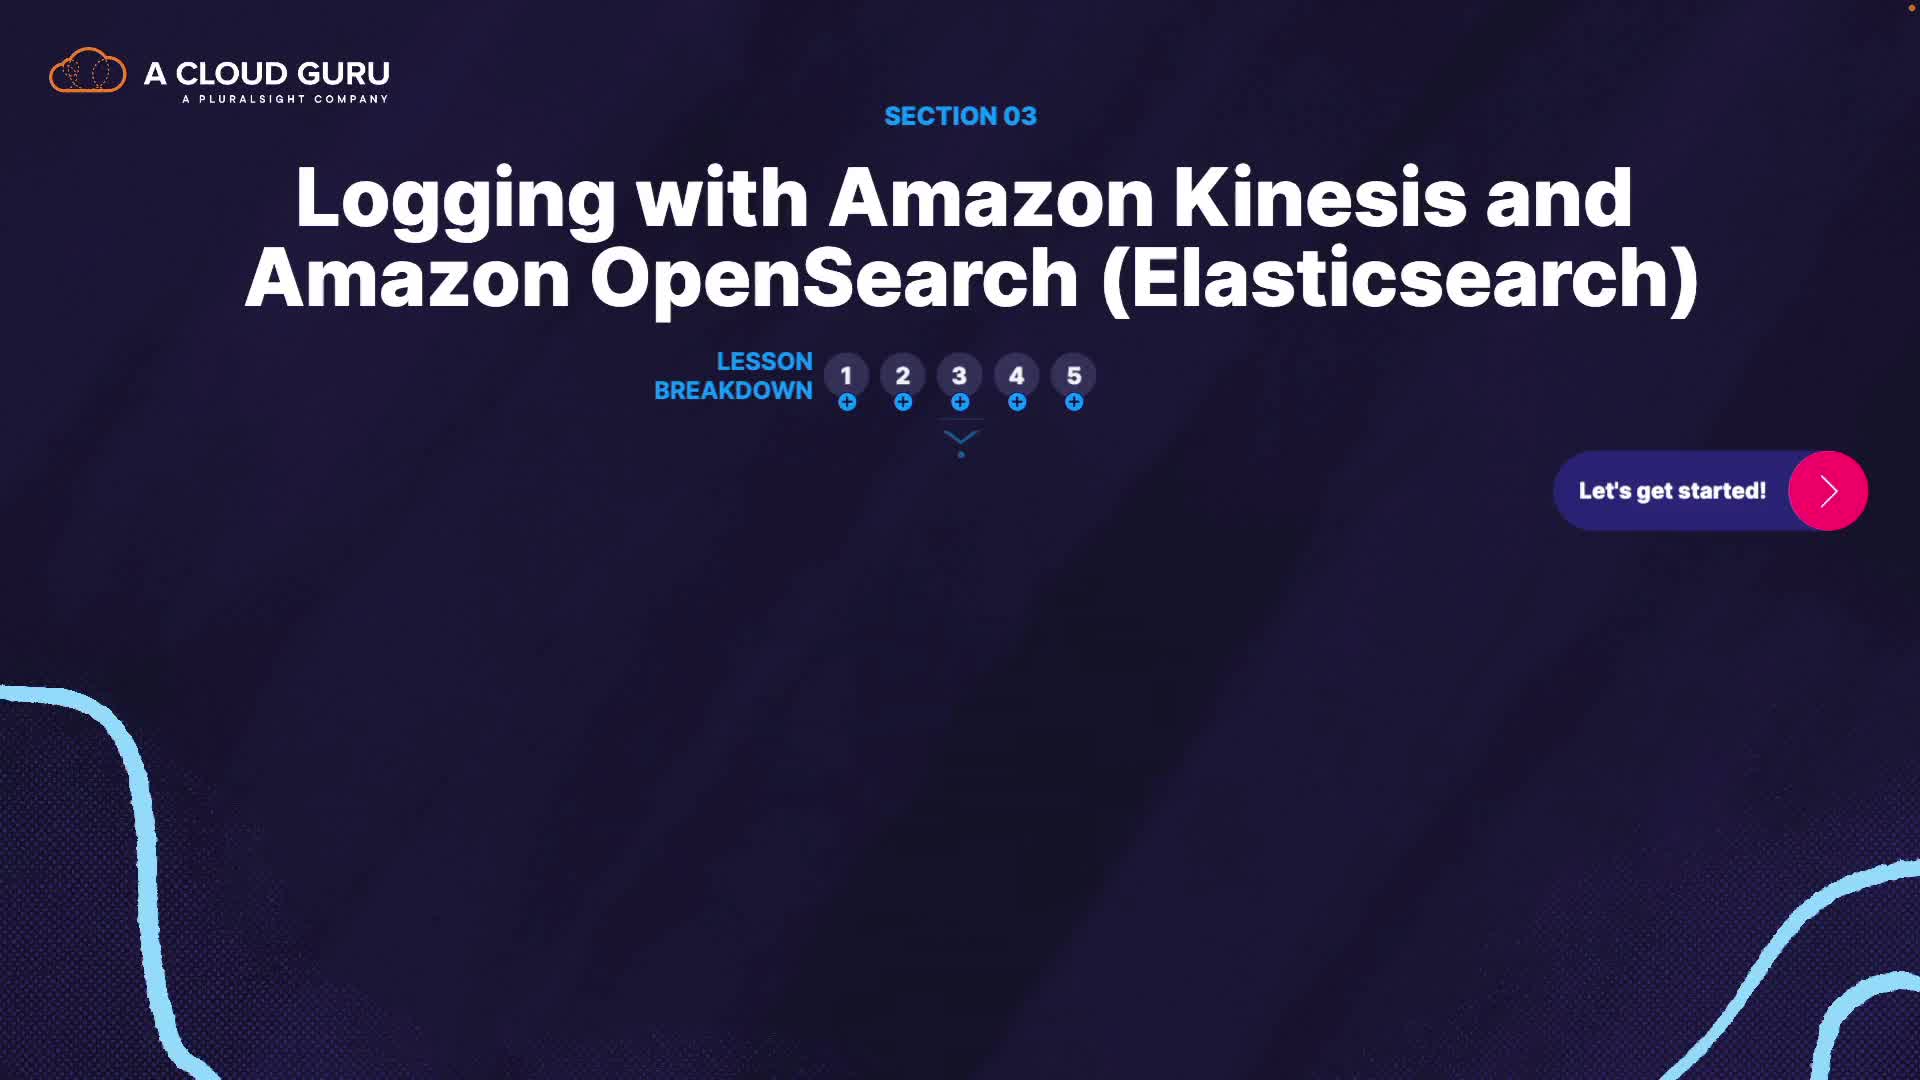 A CLOUD GURU
A PLURALSIGHT COMPANY
SECTION 03
Logging with Amazon Kinesis and
Amazon OpenSearch (Elasticsearch)
LESSON
BREAKDOWN
1 2 3 4 5
Let's get started!